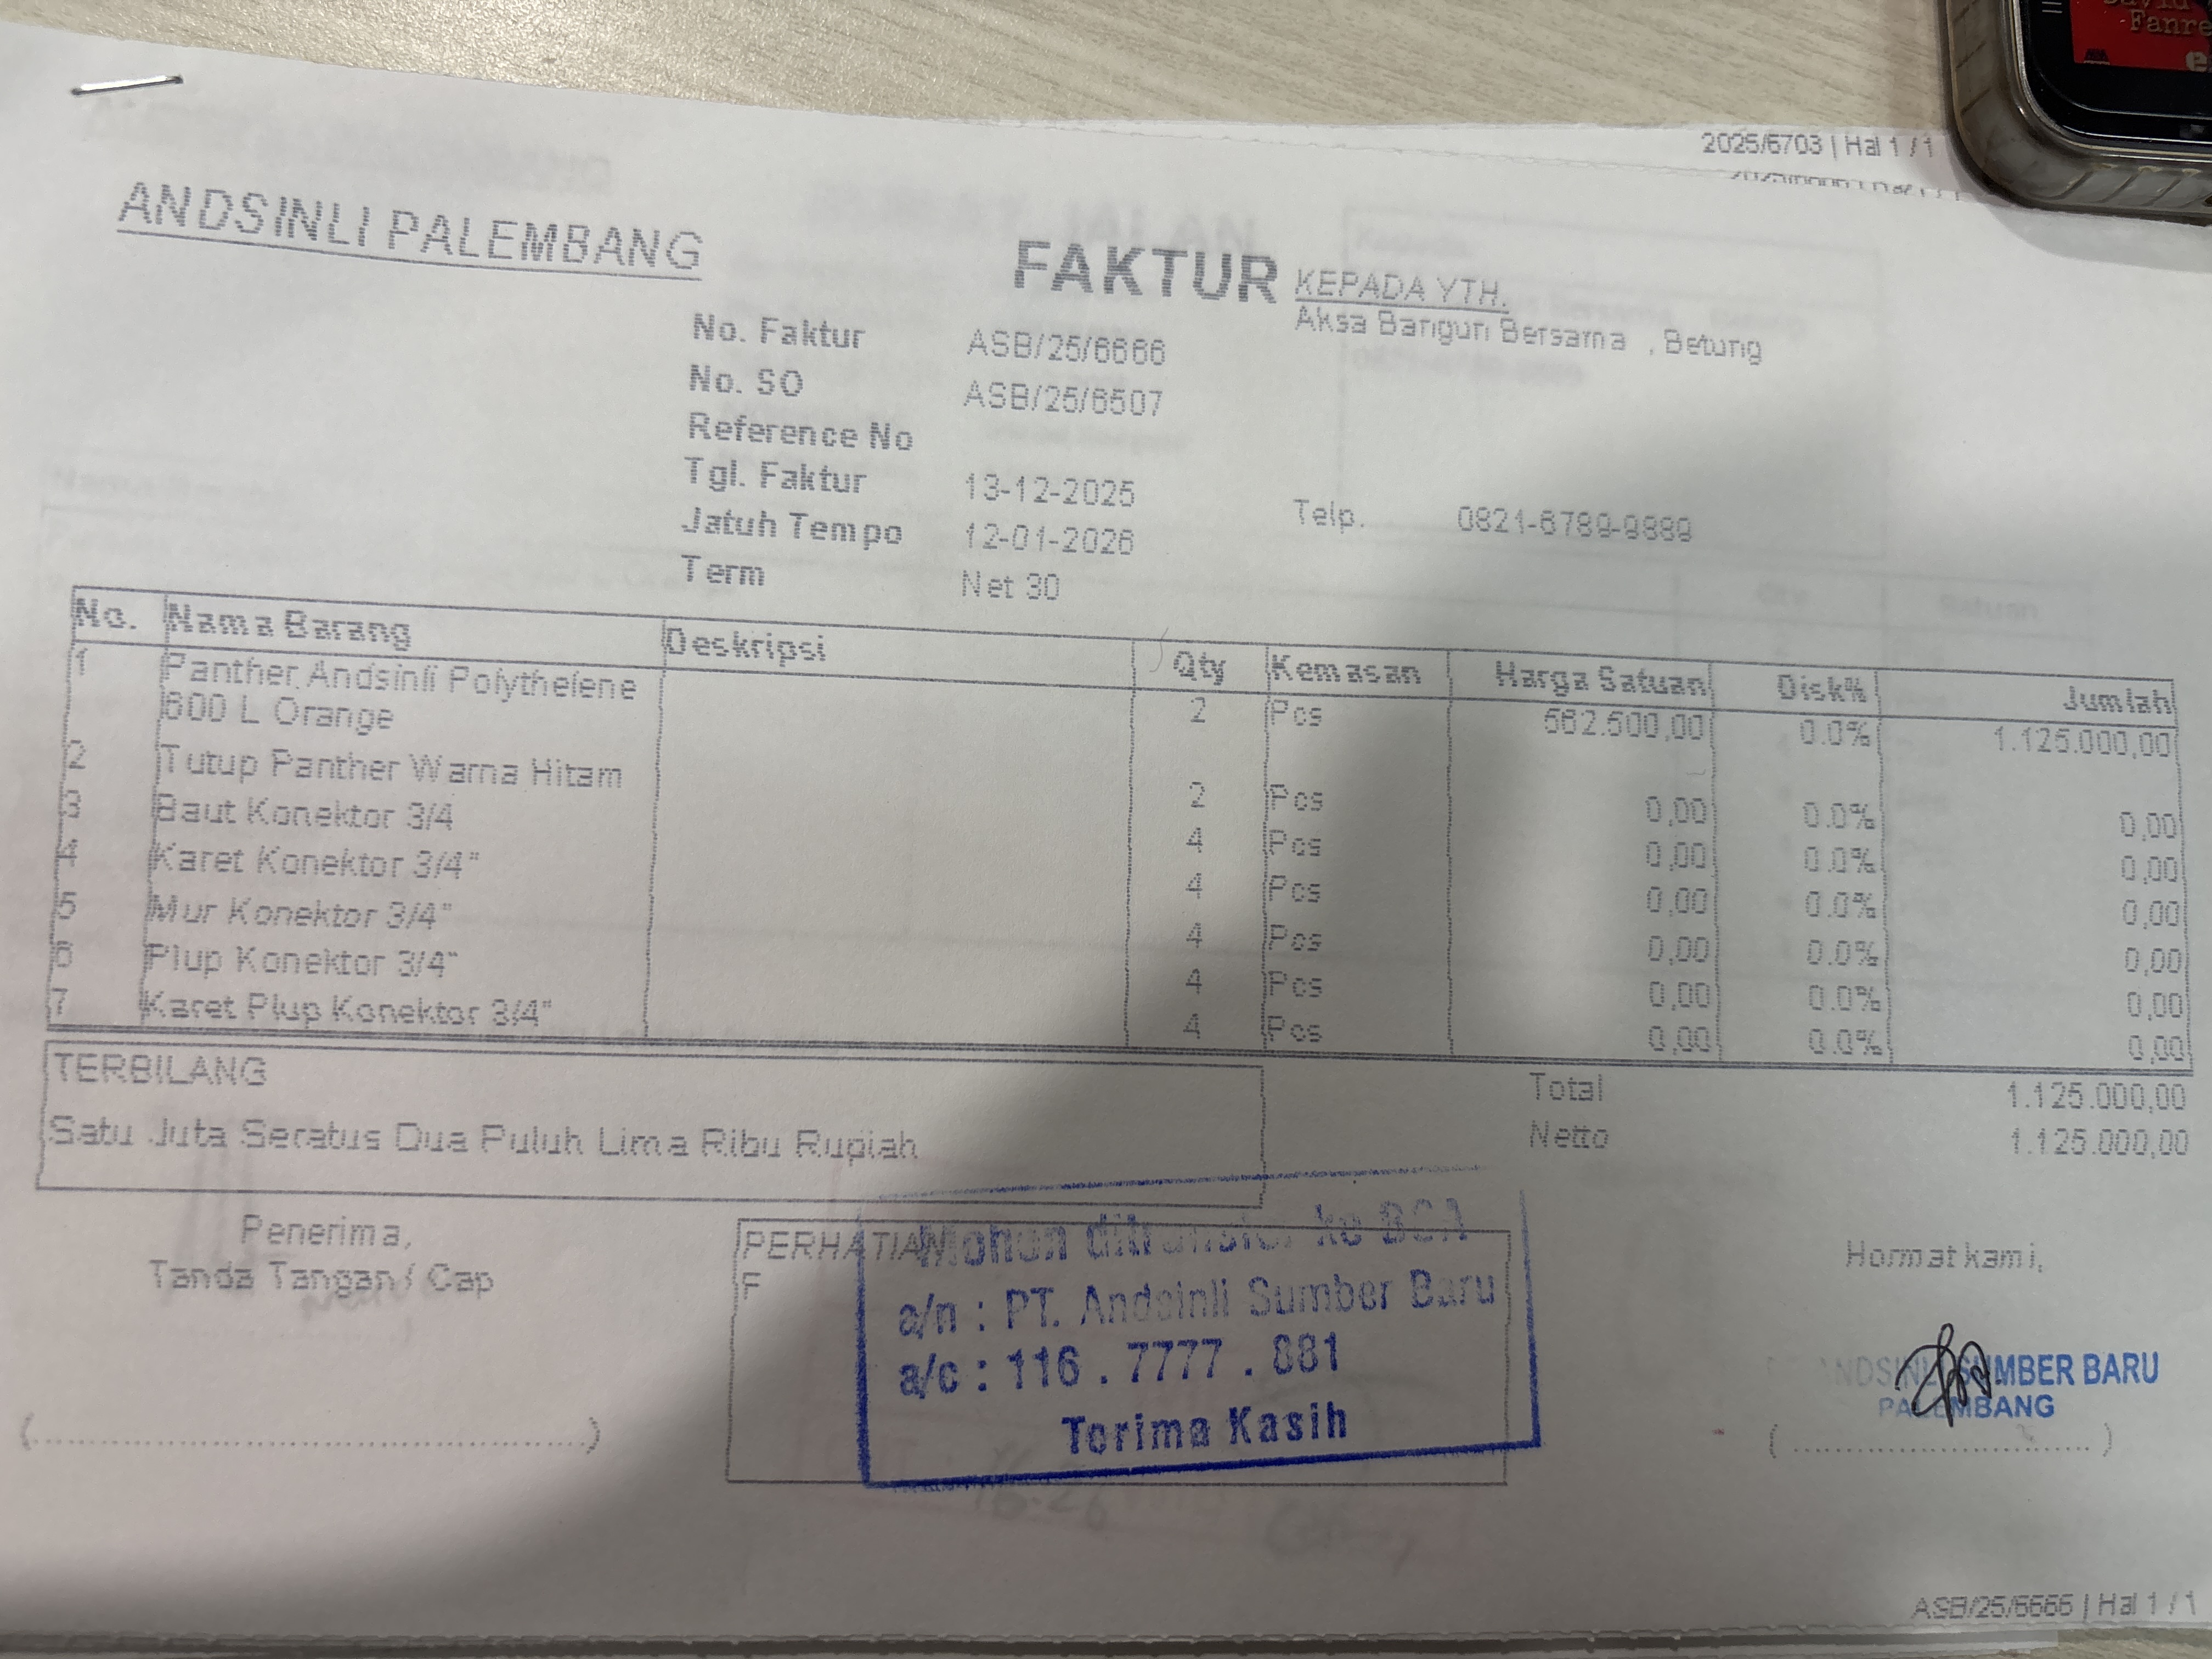 David
Fanre
e
2025/6703 | Hal 1 / 1
ANDSINLI PALEMBANG
FAKTUR
KEPADA YTH.
Aksa Bangun Bersama , Betung
No. Faktur ASB/25/6666
No. SO ASB/25/6507
Reference No
Tgl. Faktur 13-12-2025
Jatuh Tempo 12-01-2026
Term Net 30
Telp. 0821-6789-9889
No. Nama Barang Deskripsi Qty Kemasan Harga Satuan Disk% Jumlah
1 Panther Andsinli Polythelene 2 Pcs 562.500,00 0.0% 1.125.000,00
600 L Orange
2 Tutup Panther Warna Hitam 2 Pcs 0,00 0.0% 0,00
3 Baut Konektor 3/4 4 Pcs 0,00 0.0% 0,00
4 Karet Konektor 3/4" 4 Pcs 0,00 0.0% 0,00
5 Mur Konektor 3/4" 4 Pcs 0,00 0.0% 0,00
6 Plup Konektor 3/4" 4 Pcs 0,00 0.0% 0,00
7 Karet Plup Konektor 3/4" 4 Pcs 0,00 0.0% 0,00
TERBILANG
Satu Juta Seratus Dua Puluh Lima Ribu Rupiah
Total 1.125.000,00
Netto 1.125.000,00
Penerima,
Tanda Tangan / Cap
(..............................)
PERHATIAN
F
Mohon ditransfer ke BCA
a/n : PT. Andsinli Sumber Baru
a/c : 116 . 7777 . 881
Terima Kasih
Hormat kami,
ANDSINLI SUMBER BARU
PALEMBANG
(..............................)
ASB/25/6666 | Hal 1 / 1